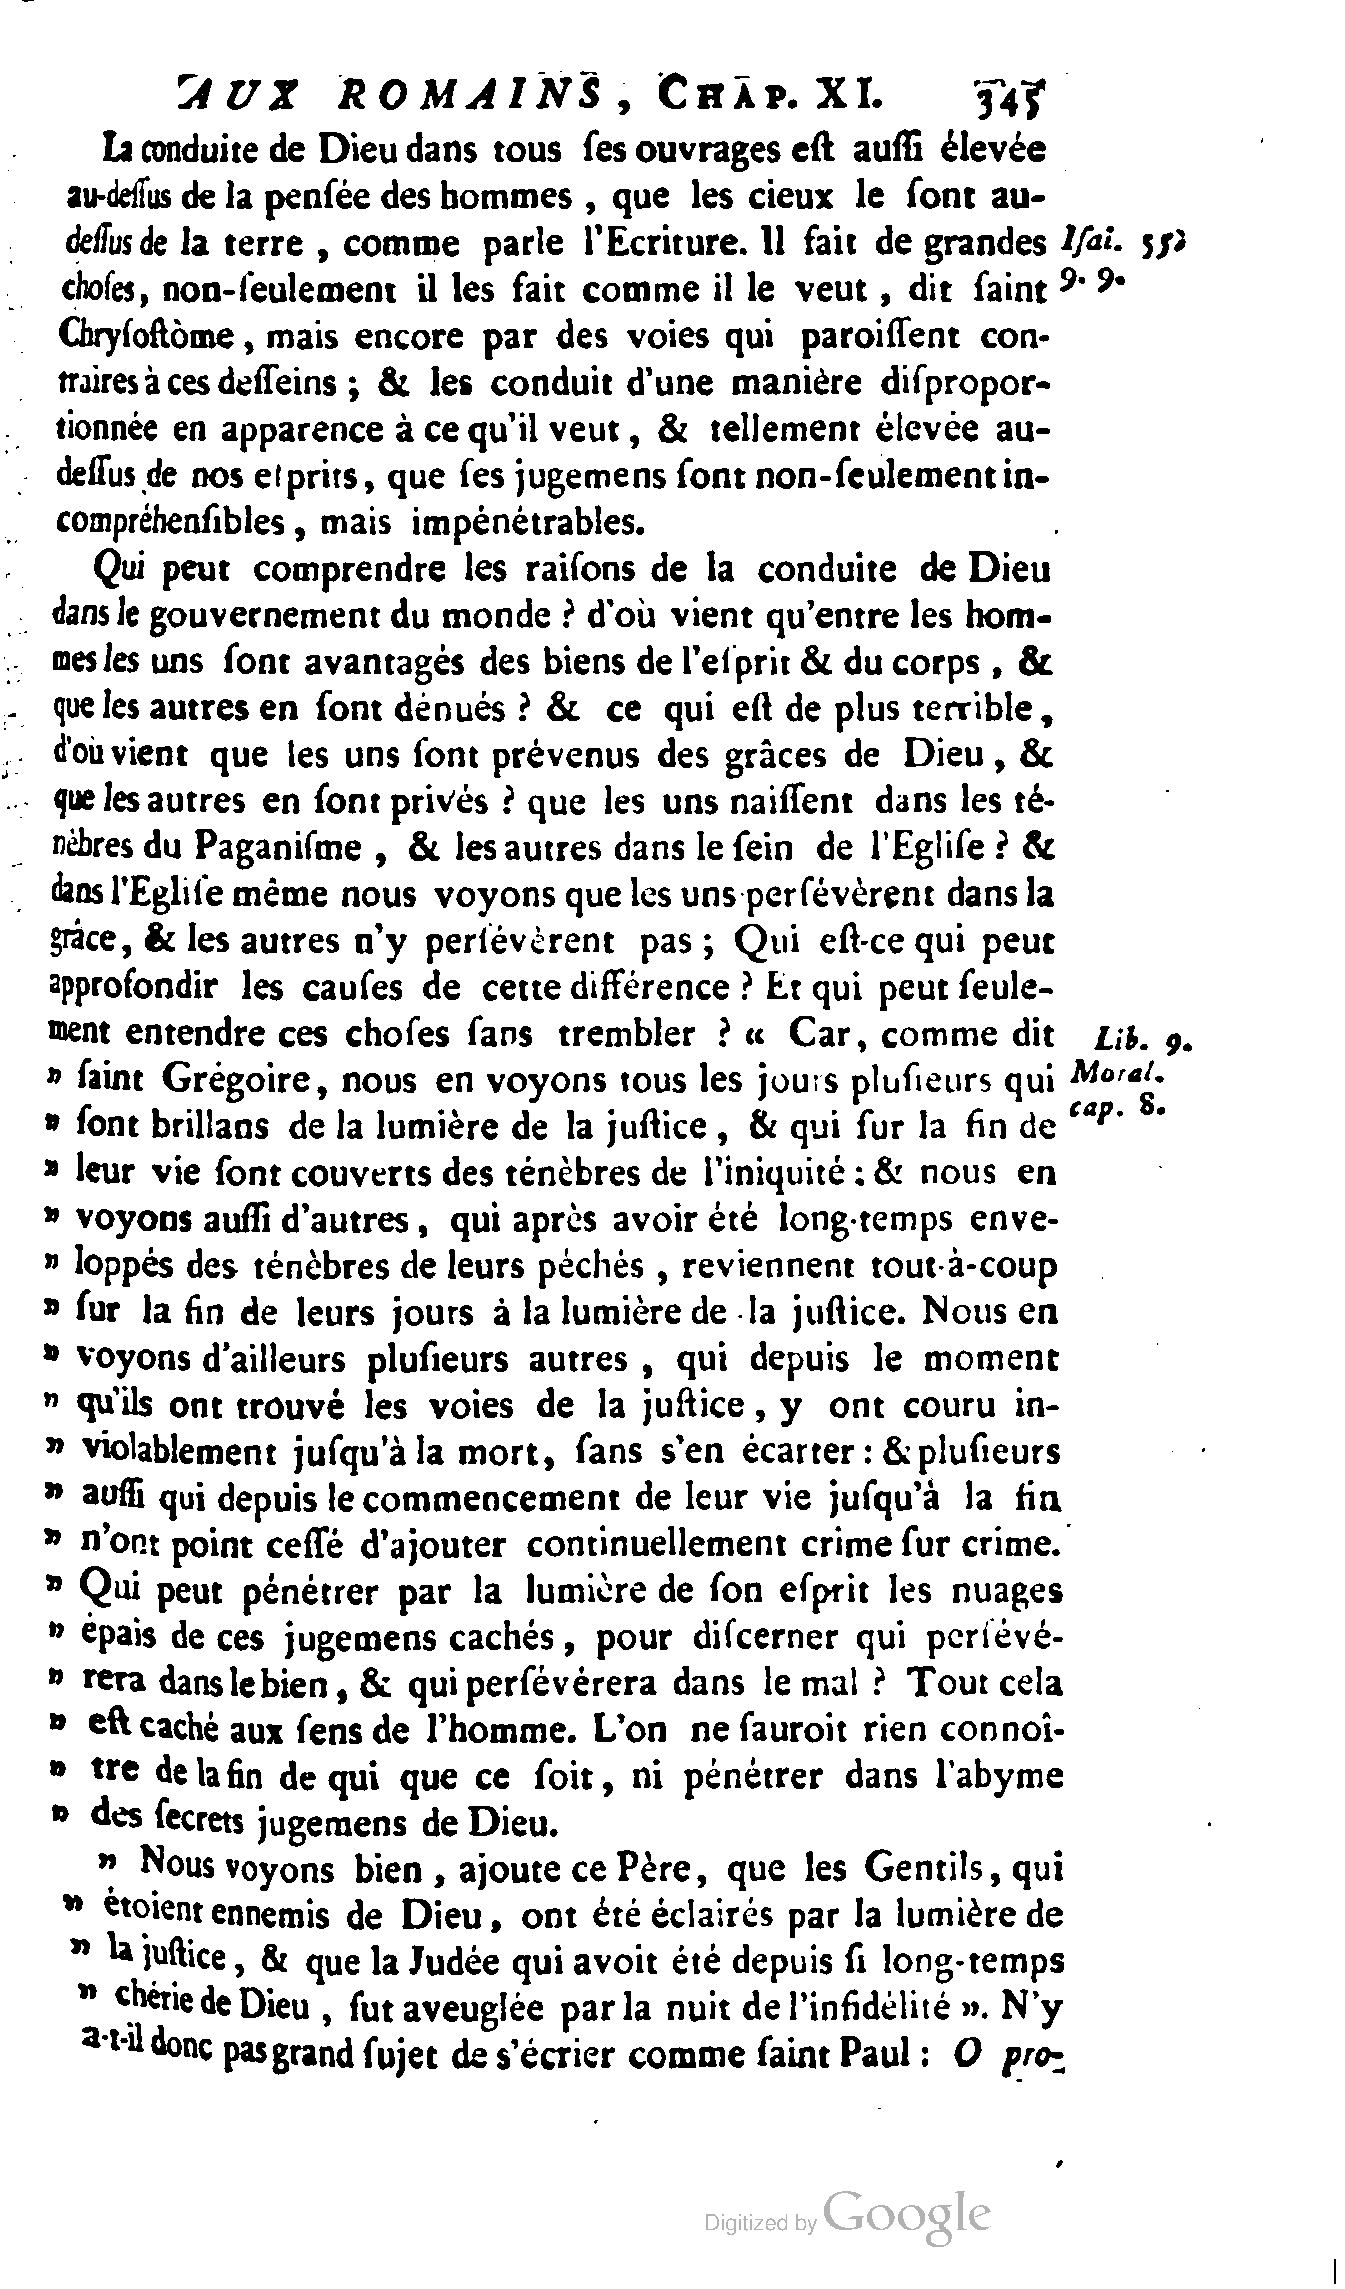 AUX ROMAINS, CHAP. XI. 345
La conduite de Dieu dans tous ſes ouvrages eſt auſſi élevée
au-deſſus de la penſée des hommes, que les cieux le ſont au-
deſſus de la terre, comme parle l'Ecriture. Il fait de grandes Iſai. 55,
choſes, non-ſeulement il les fait comme il le veut, dit ſaint 9. 9.
Chryſoſtòme, mais encore par des voies qui paroiſſent con-
traires à ces deſſeins; & les conduit d'une manière diſpropor-
tionnée en apparence à ce qu'il veut, & tellement élevée au-
deſſus de nos eſprits, que ſes jugemens ſont non-ſeulement in-
compréhenſibles, mais impénétrables.
Qui peut comprendre les raiſons de la conduite de Dieu
dans le gouvernement du monde ? d'où vient qu'entre les hom-
mes les uns ſont avantagés des biens de l'eſprit & du corps, &
que les autres en ſont dénués ? & ce qui eſt de plus terrible,
d'où vient que les uns ſont prévenus des grâces de Dieu, &
que les autres en ſont privés ? que les uns naiſſent dans les té-
nèbres du Paganiſme, & les autres dans le ſein de l'Egliſe ? &
dans l'Egliſe même nous voyons que les uns perſévèrent dans la
grâce, & les autres n'y perſévèrent pas; Qui eſt-ce qui peut
approfondir les cauſes de cette différence ? Et qui peut ſeule-
ment entendre ces choſes ſans trembler ? « Car, comme dit Lib. 9.
» ſaint Grégoire, nous en voyons tous les jours pluſieurs qui Moral.
» ſont brillans de la lumière de la juſtice, & qui ſur la fin de cap. 8.
» leur vie ſont couverts des ténèbres de l'iniquité : & nous en
» voyons auſſi d'autres, qui après avoir été long-temps enve-
» loppés des ténèbres de leurs péchés, reviennent tout-à-coup
» ſur la fin de leurs jours à la lumière de la juſtice. Nous en
» voyons d'ailleurs pluſieurs autres, qui depuis le moment
» qu'ils ont trouvé les voies de la juſtice, y ont couru in-
» violablement juſqu'à la mort, ſans s'en écarter : & pluſieurs
» auſſi qui depuis le commencement de leur vie juſqu'à la fin
» n'ont point ceſſé d'ajouter continuellement crime ſur crime.
» Qui peut pénétrer par la lumière de ſon eſprit les nuages
» épais de ces jugemens cachés, pour diſcerner qui perſévé-
» rera dans le bien, & qui perſévérera dans le mal ? Tout cela
» eſt caché aux ſens de l'homme. L'on ne ſauroit rien connoî-
» tre de la fin de qui que ce ſoit, ni pénétrer dans l'abyme
» des ſecrets jugemens de Dieu.
» Nous voyons bien, ajoute ce Père, que les Gentils, qui
» étoient ennemis de Dieu, ont été éclairés par la lumière de
» la juſtice, & que la Judée qui avoit été depuis ſi long-temps
» chérie de Dieu, fut aveuglée par la nuit de l'infidélité ». N'y
a-t-il donc pas grand ſujet de s'écrier comme ſaint Paul : O pro-
Digitized by Google